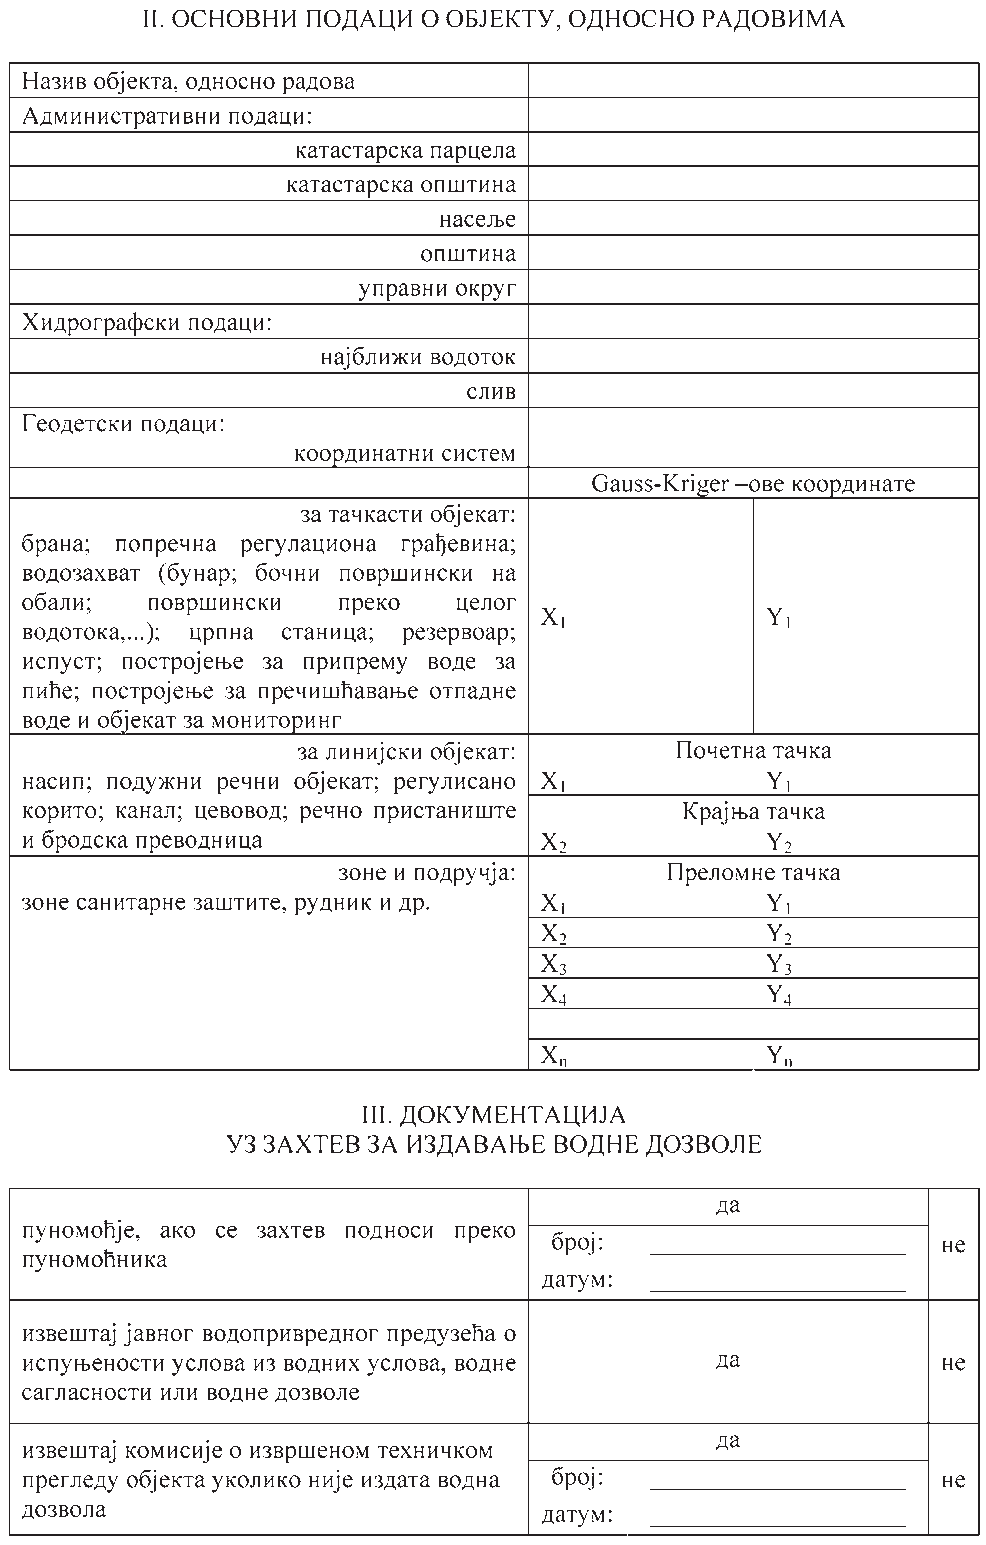 II. ОСНОВНИ ПОДАЦИ О ОБЈЕКТУ, ОДНОСНО РАДОВИМА
Назив објекта, односно радова
Административни подаци:
катастарска парцела
катастарска општина
насеље
општина
управни округ
Хидрографски подаци:
најближи водоток
слив
Геодетски подаци:
координатни систем
Gauss-Kriger –ове координате
за тачкасти објекат:
брана; попречна регулациона грађевина;
водозахват (бунар; бочни површински на
обали; површински преко целог
водотока,...); црпна станица; резервоар;
испуст; постројење за припрему воде за
пиће; постројење за пречишћавање отпадне
воде и објекат за мониторинг
X1 Y1
за линијски објекат:
насип; подужни речни објекат; регулисано
корито; канал; цевовод; речно пристаниште
и бродска преводница
Почетна тачка
X1 Y1
Крајња тачка
X2 Y2
зоне и подручја:
зоне санитарне заштите, рудник и др.
Преломне тачка
X1 Y1
X2 Y2
X3 Y3
X4 Y4
Xn Yn
III. ДОКУМЕНТАЦИЈА
УЗ ЗАХТЕВ ЗА ИЗДАВАЊЕ ВОДНЕ ДОЗВОЛЕ
пуномоћје, ако се захтев подноси преко
пуномоћника
да
број:
датум:
не
извештај јавног водопривредног предузећа о
испуњености услова из водних услова, водне
сагласности или водне дозволе
да
не
извештај комисије о извршеном техничком
прегледу објекта уколико није издата водна
дозвола
да
број:
датум:
не